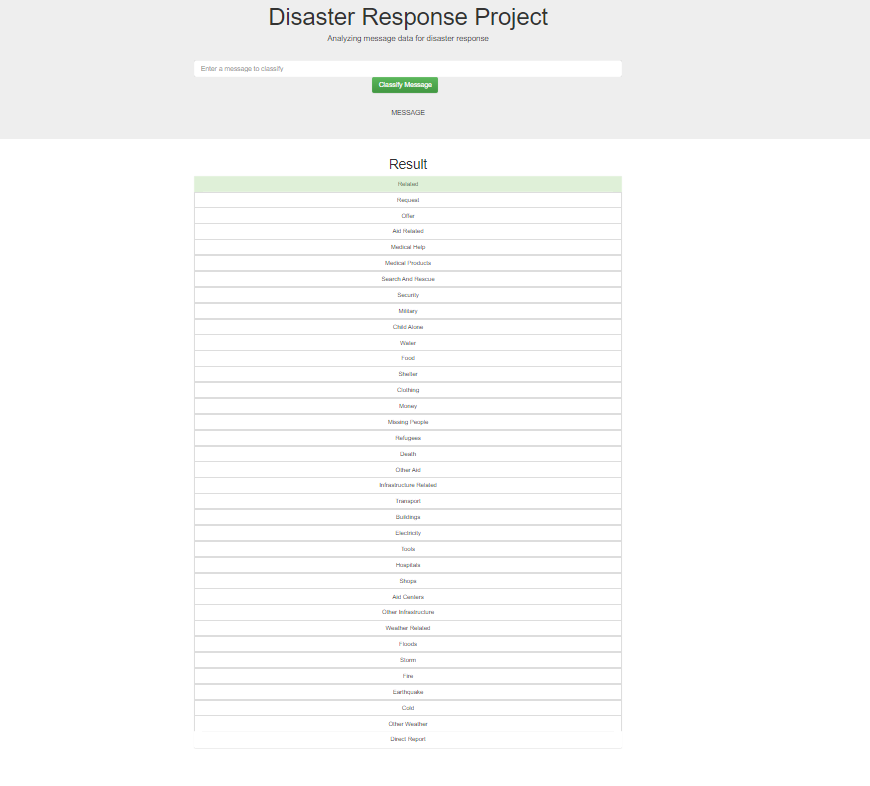 Disaster Response Project
Analyzing message data for disaster response
Enter a message to classify
Classify Message
MESSAGE
Result
Related
Request
Offer
Aid Related
Medical Help
Medical Products
Search And Rescue
Security
Military
Child Alone
Water
Food
Shelter
Clothing
Money
Missing People
Refugees
Death
Other Aid
Infrastructure Related
Transport
Buildings
Electricity
Tools
Hospitals
Shops
Aid Centers
Other Infrastructure
Weather Related
Floods
Storm
Fire
Earthquake
Cold
Other Weather
Direct Report